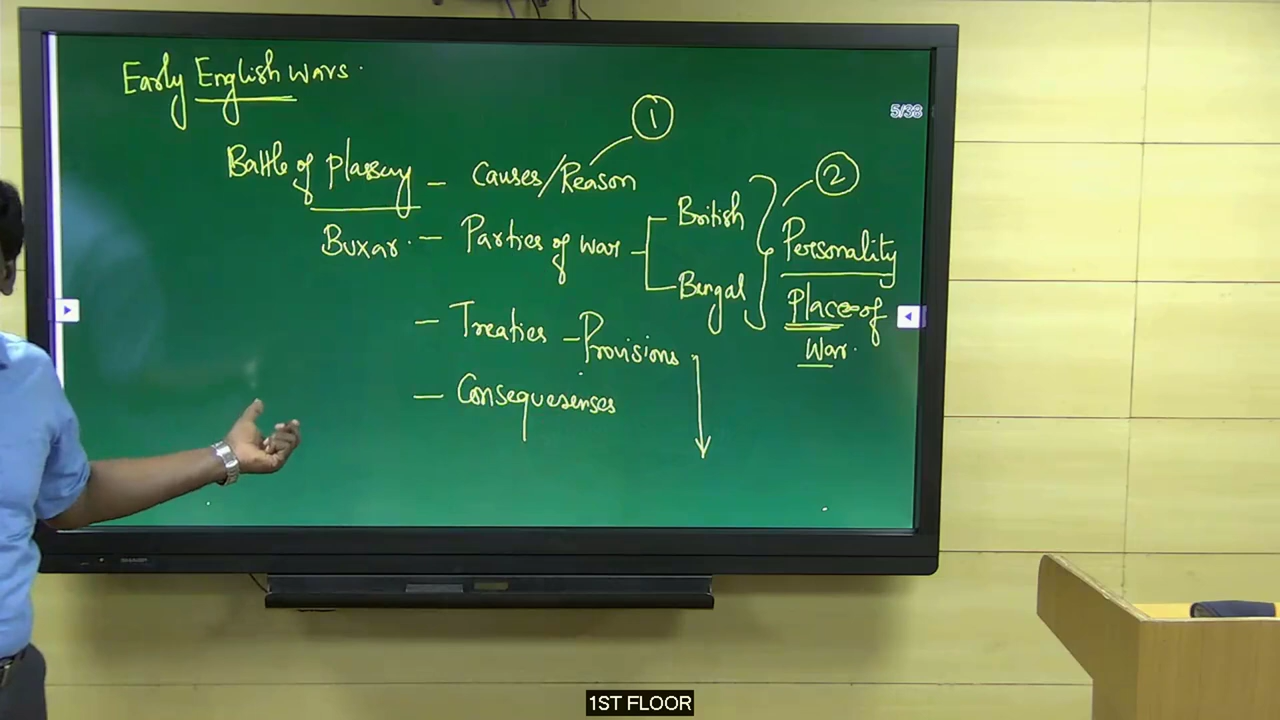 Early English wars.
5/38
1
Battle of plassey – Causes/Reason
2
Buxar. – Parties of war
British
Bengal
Personality
Place of
War.
– Treaties – Provisions
– Consequesenses
SHARP
1ST FLOOR